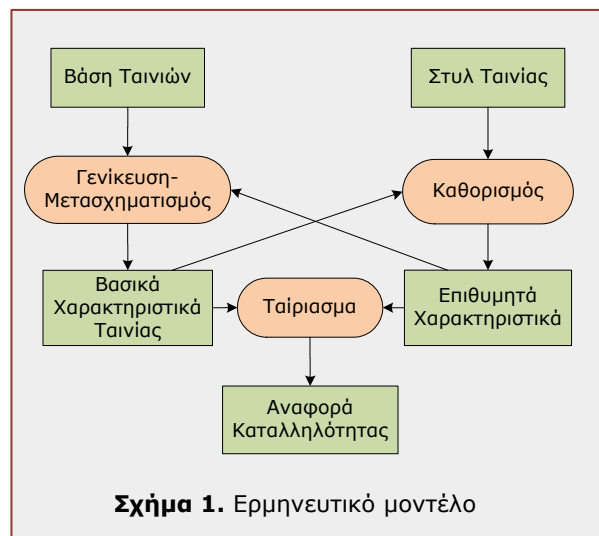 Βάση Ταινιών
Στυλ Ταινίας
Γενίκευση-
Μετασχηματισμός
Καθορισμός
Βασικά
Χαρακτηριστικά
Ταινίας
Ταίριασμα
Επιθυμητά
Χαρακτηριστικά
Αναφορά
Καταλληλότητας
Σχήμα 1. Ερμηνευτικό μοντέλο